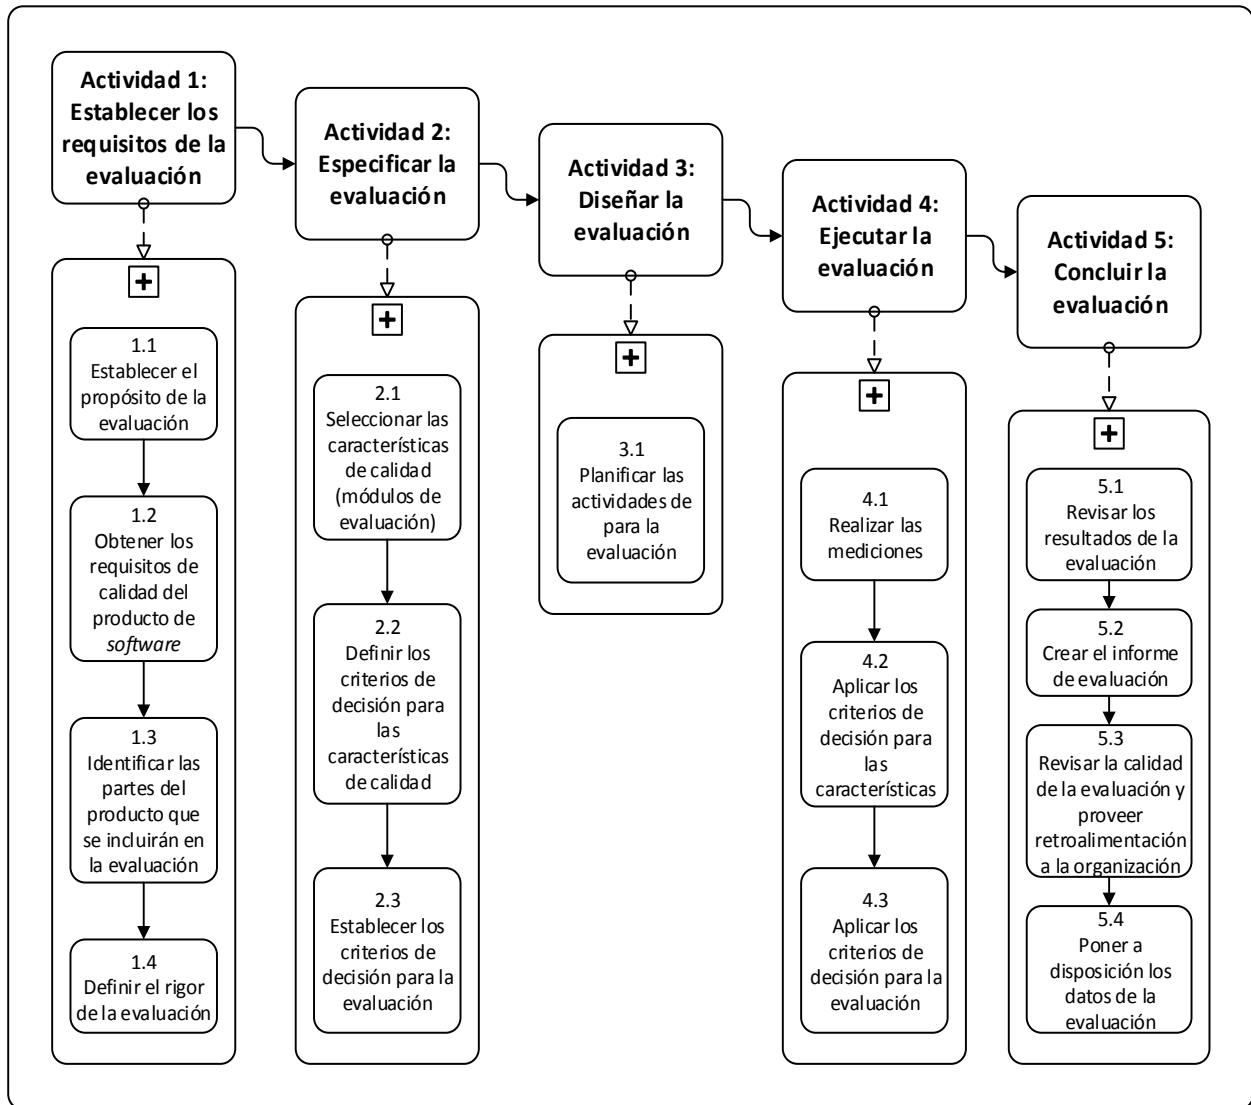 Actividad 1:
Establecer los
requisitos de la
evaluación
Actividad 2:
Especificar la
evaluación
Actividad 3:
Diseñar la
evaluación
Actividad 4:
Ejecutar la
evaluación
Actividad 5:
Concluir la
evaluación
1.1
Establecer el
propósito de la
evaluación
1.2
Obtener los
requisitos de
calidad del
producto de
software
1.3
Identificar las
partes del
producto que
se incluirán en
la evaluación
1.4
Definir el rigor
de la evaluación
2.1
Seleccionar las
características
de calidad
(módulos de
evaluación)
2.2
Definir los
criterios de
decisión para
las
características
de calidad
2.3
Establecer los
criterios de
decisión para la
evaluación
3.1
Planificar las
actividades de
para la
evaluación
4.1
Realizar las
mediciones
4.2
Aplicar los
criterios de
decisión para
las
características
4.3
Aplicar los
criterios de
decisión para la
evaluación
5.1
Revisar los
resultados de la
evaluación
5.2
Crear el informe
de evaluación
5.3
Revisar la calidad
de la evaluación y
proveer
retroalimentación
a la organización
5.4
Poner a
disposición los
datos de la
evaluación